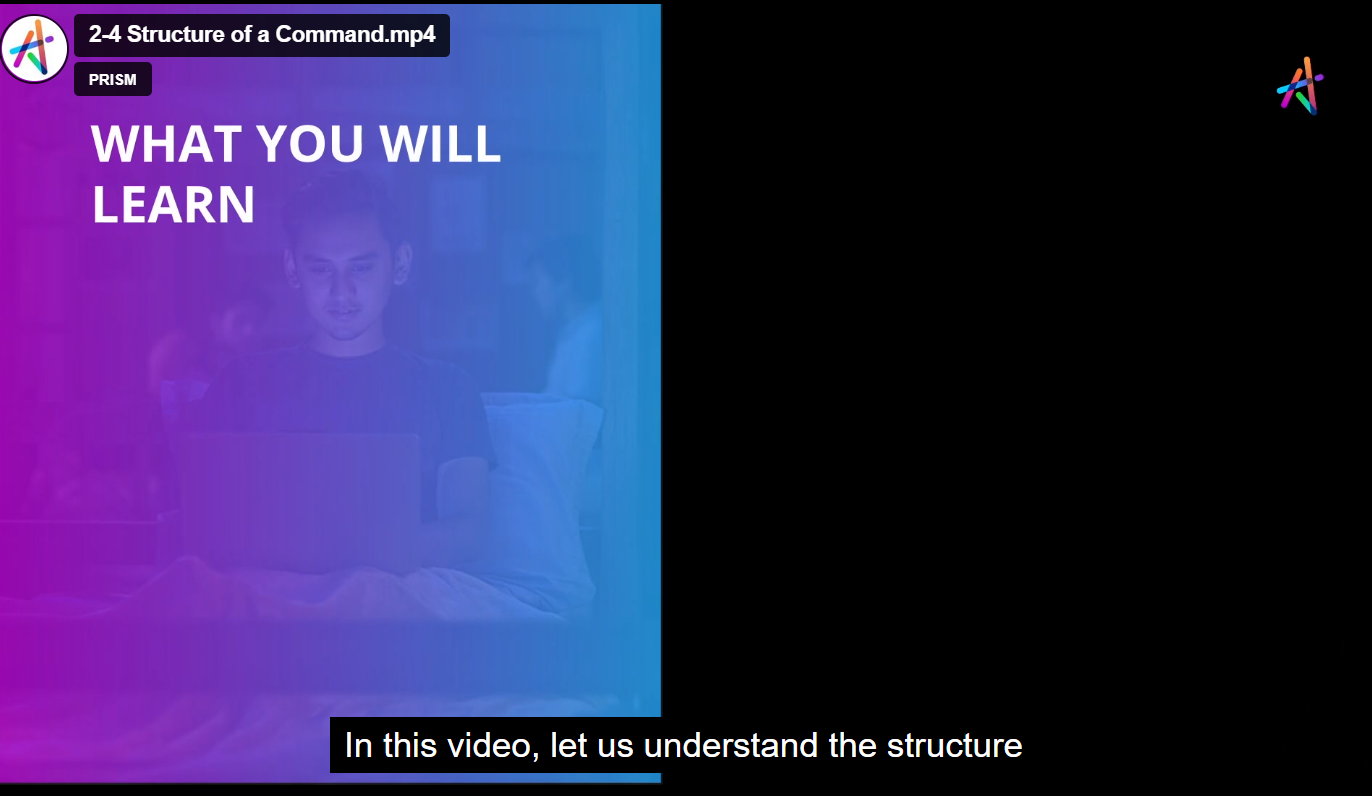 2-4 Structure of a Command.mp4
PRISM
WHAT YOU WILL
LEARN
In this video, let us understand the structure